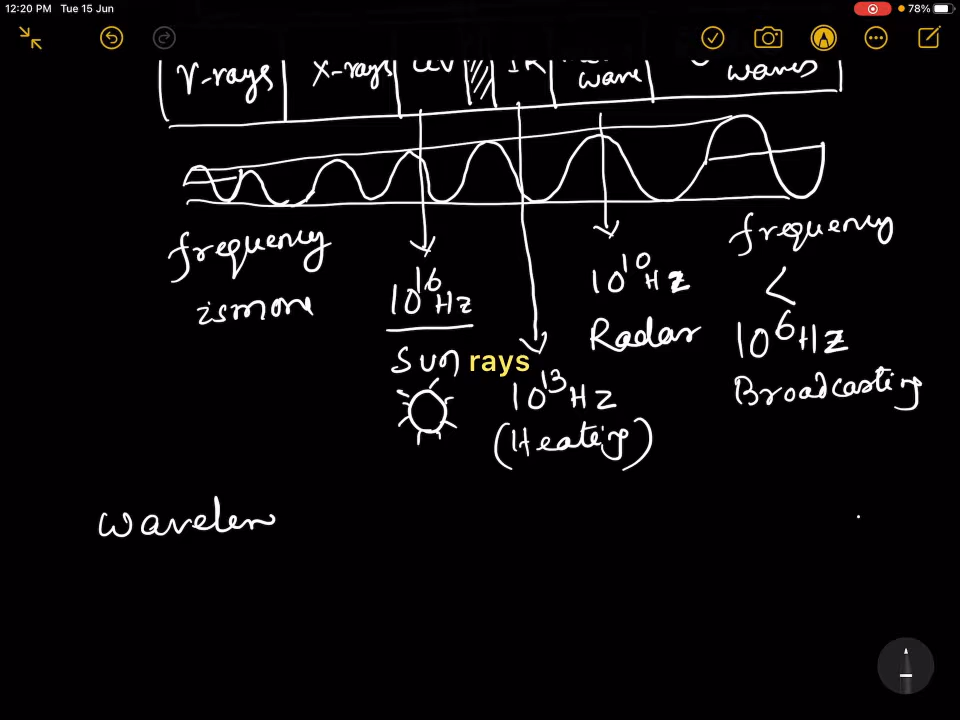 12:20 PM Tue 15 Jun
78%
γ-rays X-rays UV IR wave waves
frequency
is more
10^16 Hz
Sun rays
10^13 Hz
(Heating)
10^10 Hz
Radar
frequency
<
10^6 Hz
Broadcasting
wavelen